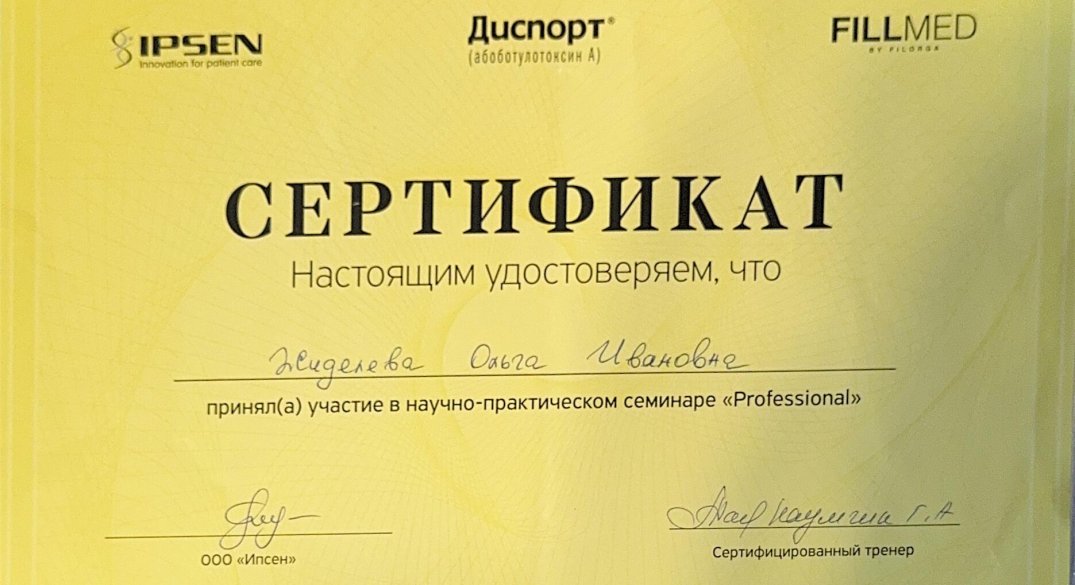 IPSEN
Innovation for patient care
Диспорт®
(абоботулотоксин А)
FILLMED
BY FILORGA
СЕРТИФИКАТ
Настоящим удостоверяем, что
Жиделева Ольга Ивановна
принял(а) участие в научно-практическом семинаре «Professional»
Г.А
ООО «Ипсен»
Сертифицированный тренер